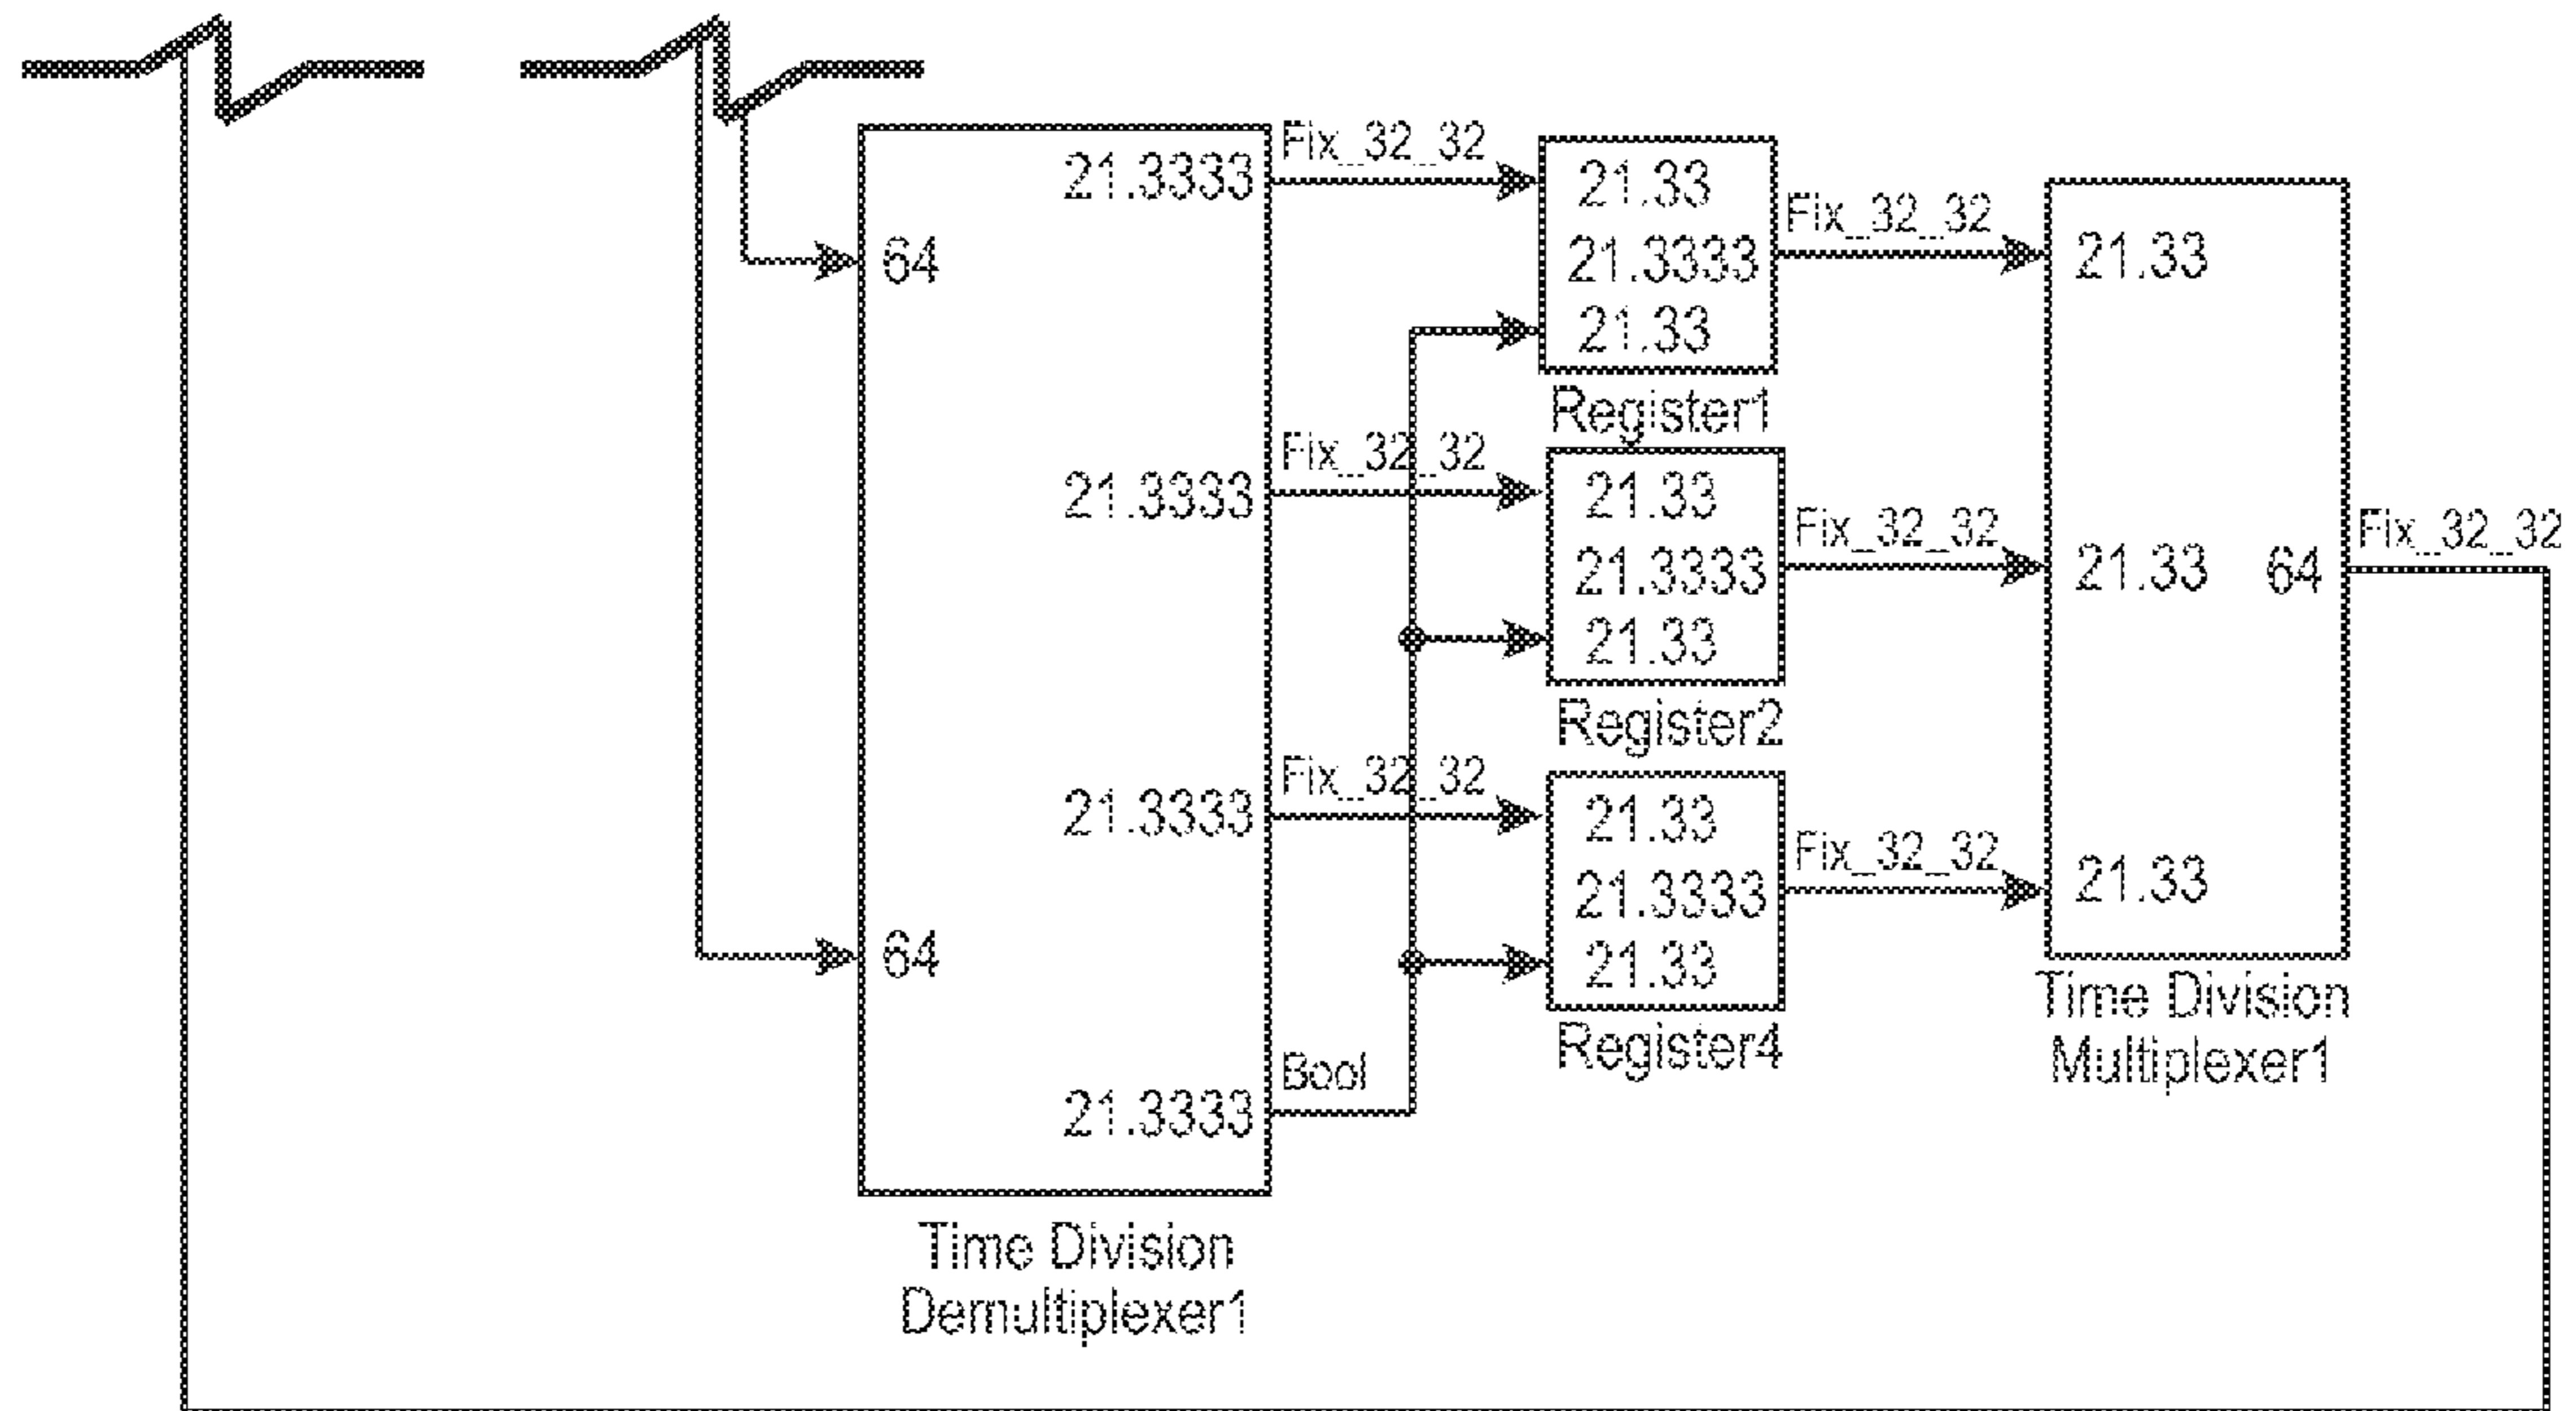 21.3333
64
21.3333
21.3333
64
21.3333
Time Division
Demultiplexer1
Fix_32_32
Fix_32_32
Fix_32_32
Bool
21.33
21.3333
21.33
Register1
21.33
21.3333
21.33
Register2
21.33
21.3333
21.33
Register4
Fix_32_32
Fix_32_32
Fix_32_32
21.33
21.33 64
21.33
Time Division
Multiplexer1
Fix_32_32